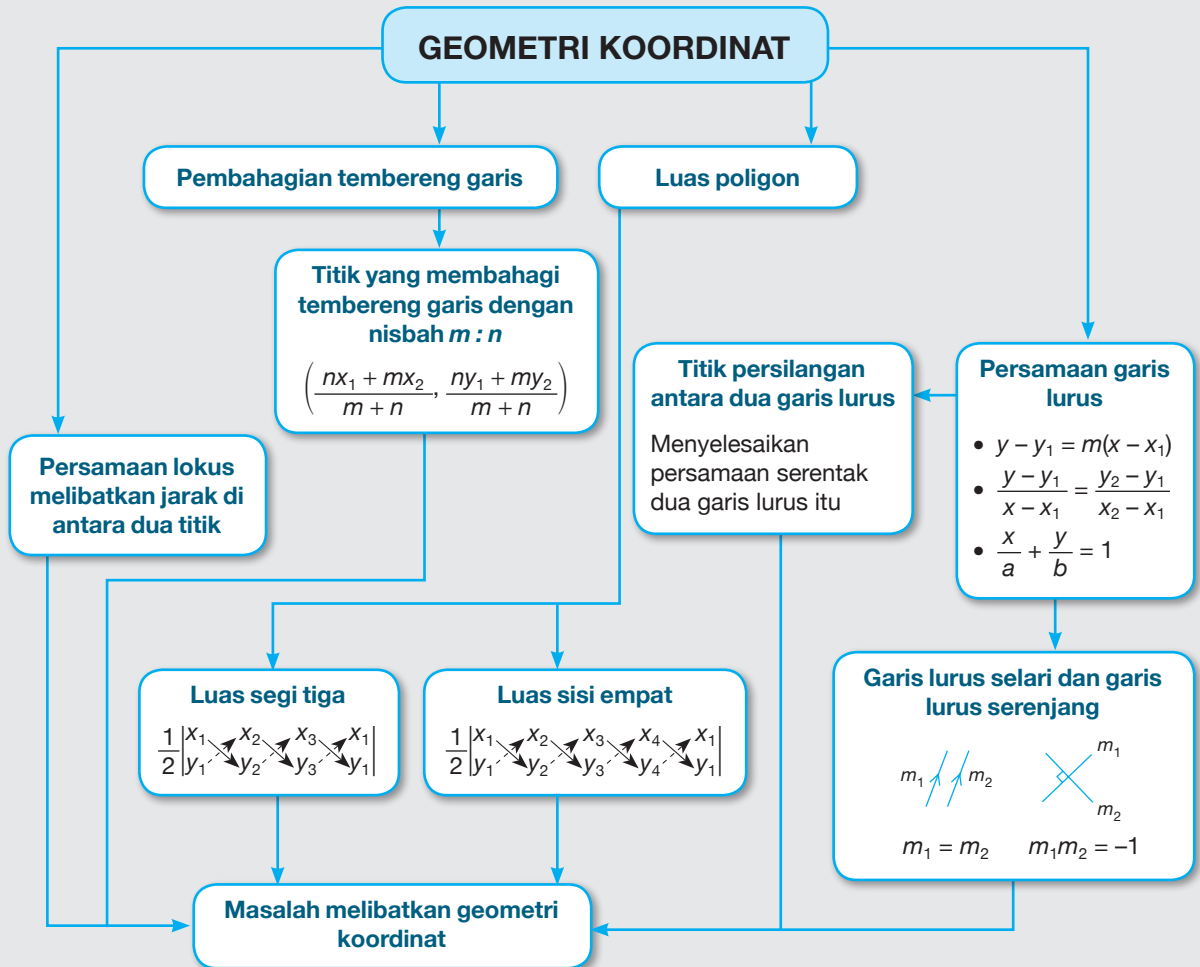 GEOMETRI KOORDINAT
Pembahagian tembereng garis
Luas poligon
Titik yang membahagi
tembereng garis dengan
nisbah m : n
(nx₁ + mx₂ / m + n, ny₁ + my₂ / m + n)
Titik persilangan
antara dua garis lurus
Menyelesaikan
persamaan serentak
dua garis lurus itu
Persamaan garis
lurus
• y – y₁ = m(x – x₁)
• y – y₁ / x – x₁ = y₂ – y₁ / x₂ – x₁
• x / a + y / b = 1
Persamaan lokus
melibatkan jarak di
antara dua titik
Luas segi tiga
1/2 |x₁ x₂ x₃ x₁
y₁ y₂ y₃ y₁|
Luas sisi empat
1/2 |x₁ x₂ x₃ x₄ x₁
y₁ y₂ y₃ y₄ y₁|
Garis lurus selari dan garis
lurus serenjang
m₁ m₂
m₁
m₂
m₁ = m₂ m₁m₂ = –1
Masalah melibatkan geometri
koordinat